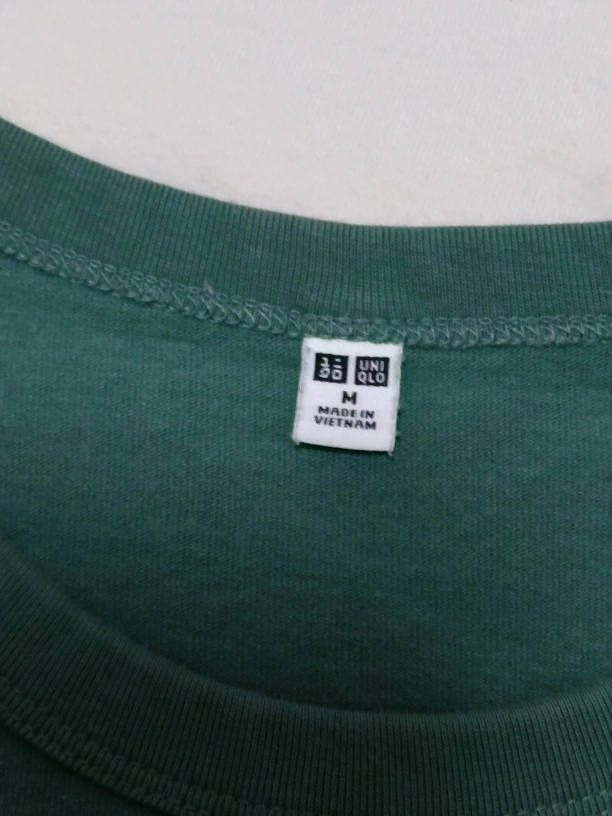 ユニ UNI
クロ QLO
M
MADE IN
VIETNAM